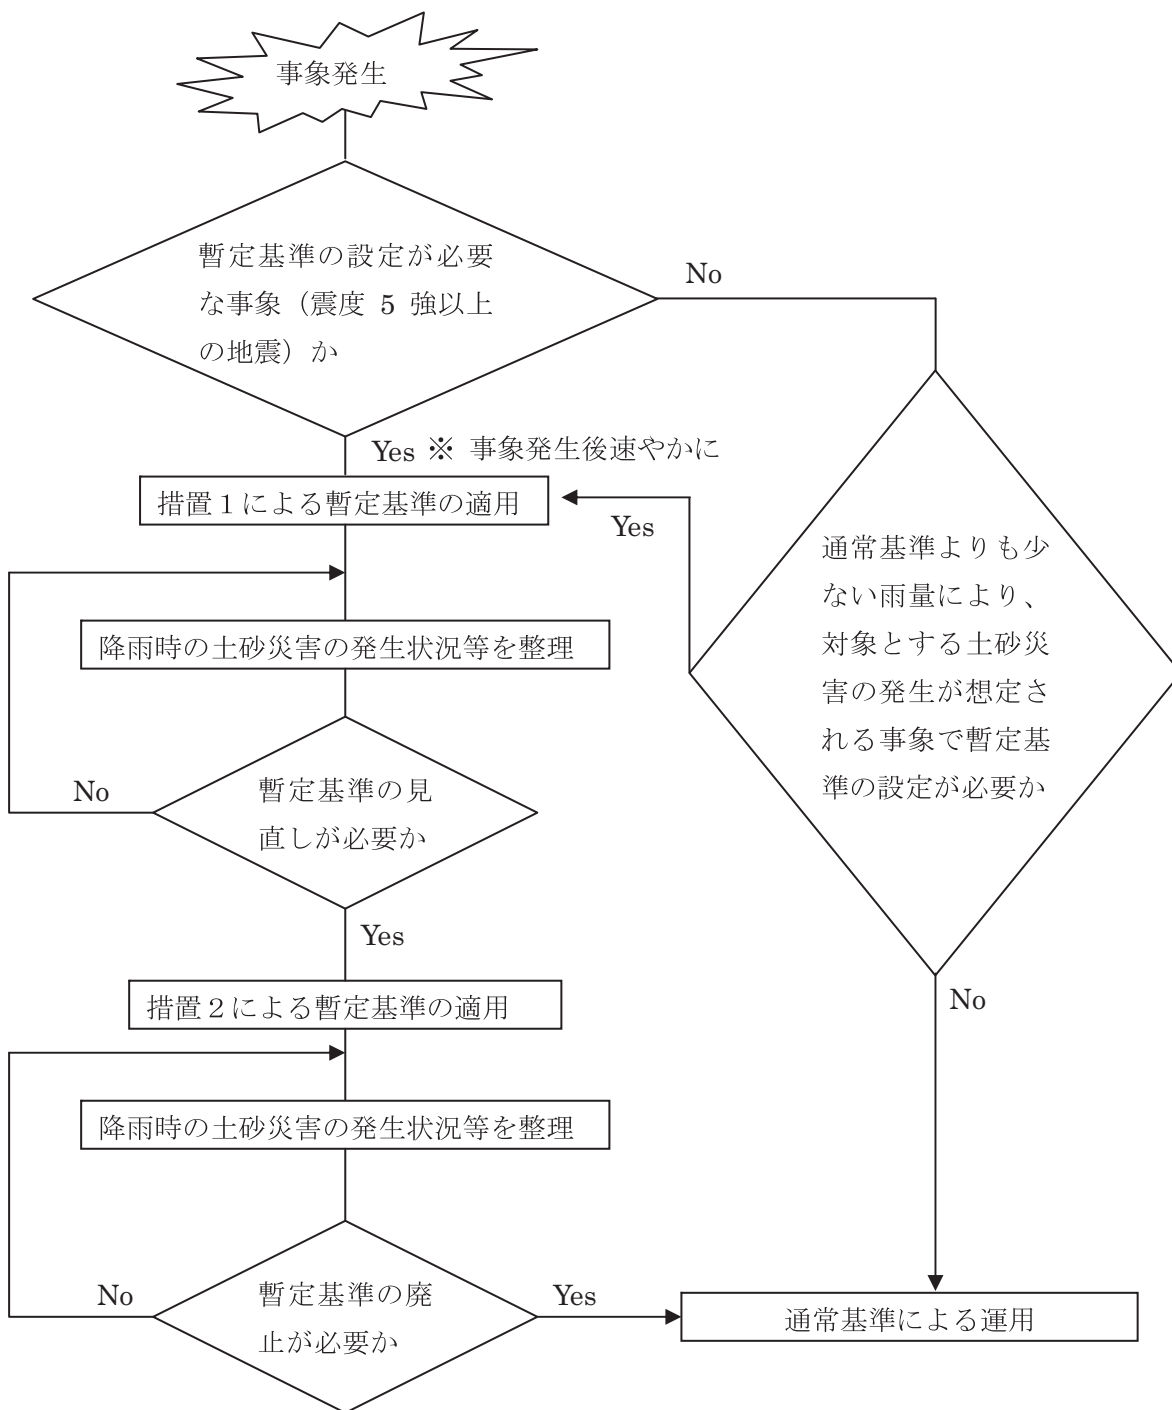 事象発生
暫定基準の設定が必要
な事象（震度 5 強以上
の地震）か
No
Yes ※ 事象発生後速やかに
措置１による暫定基準の適用
Yes
通常基準よりも少
ない雨量により、
対象とする土砂災
害の発生が想定さ
れる事象で暫定基
準の設定が必要か
降雨時の土砂災害の発生状況等を整理
No
暫定基準の見
直しが必要か
Yes
措置２による暫定基準の適用
No
降雨時の土砂災害の発生状況等を整理
No
暫定基準の廃
止が必要か
Yes
通常基準による運用